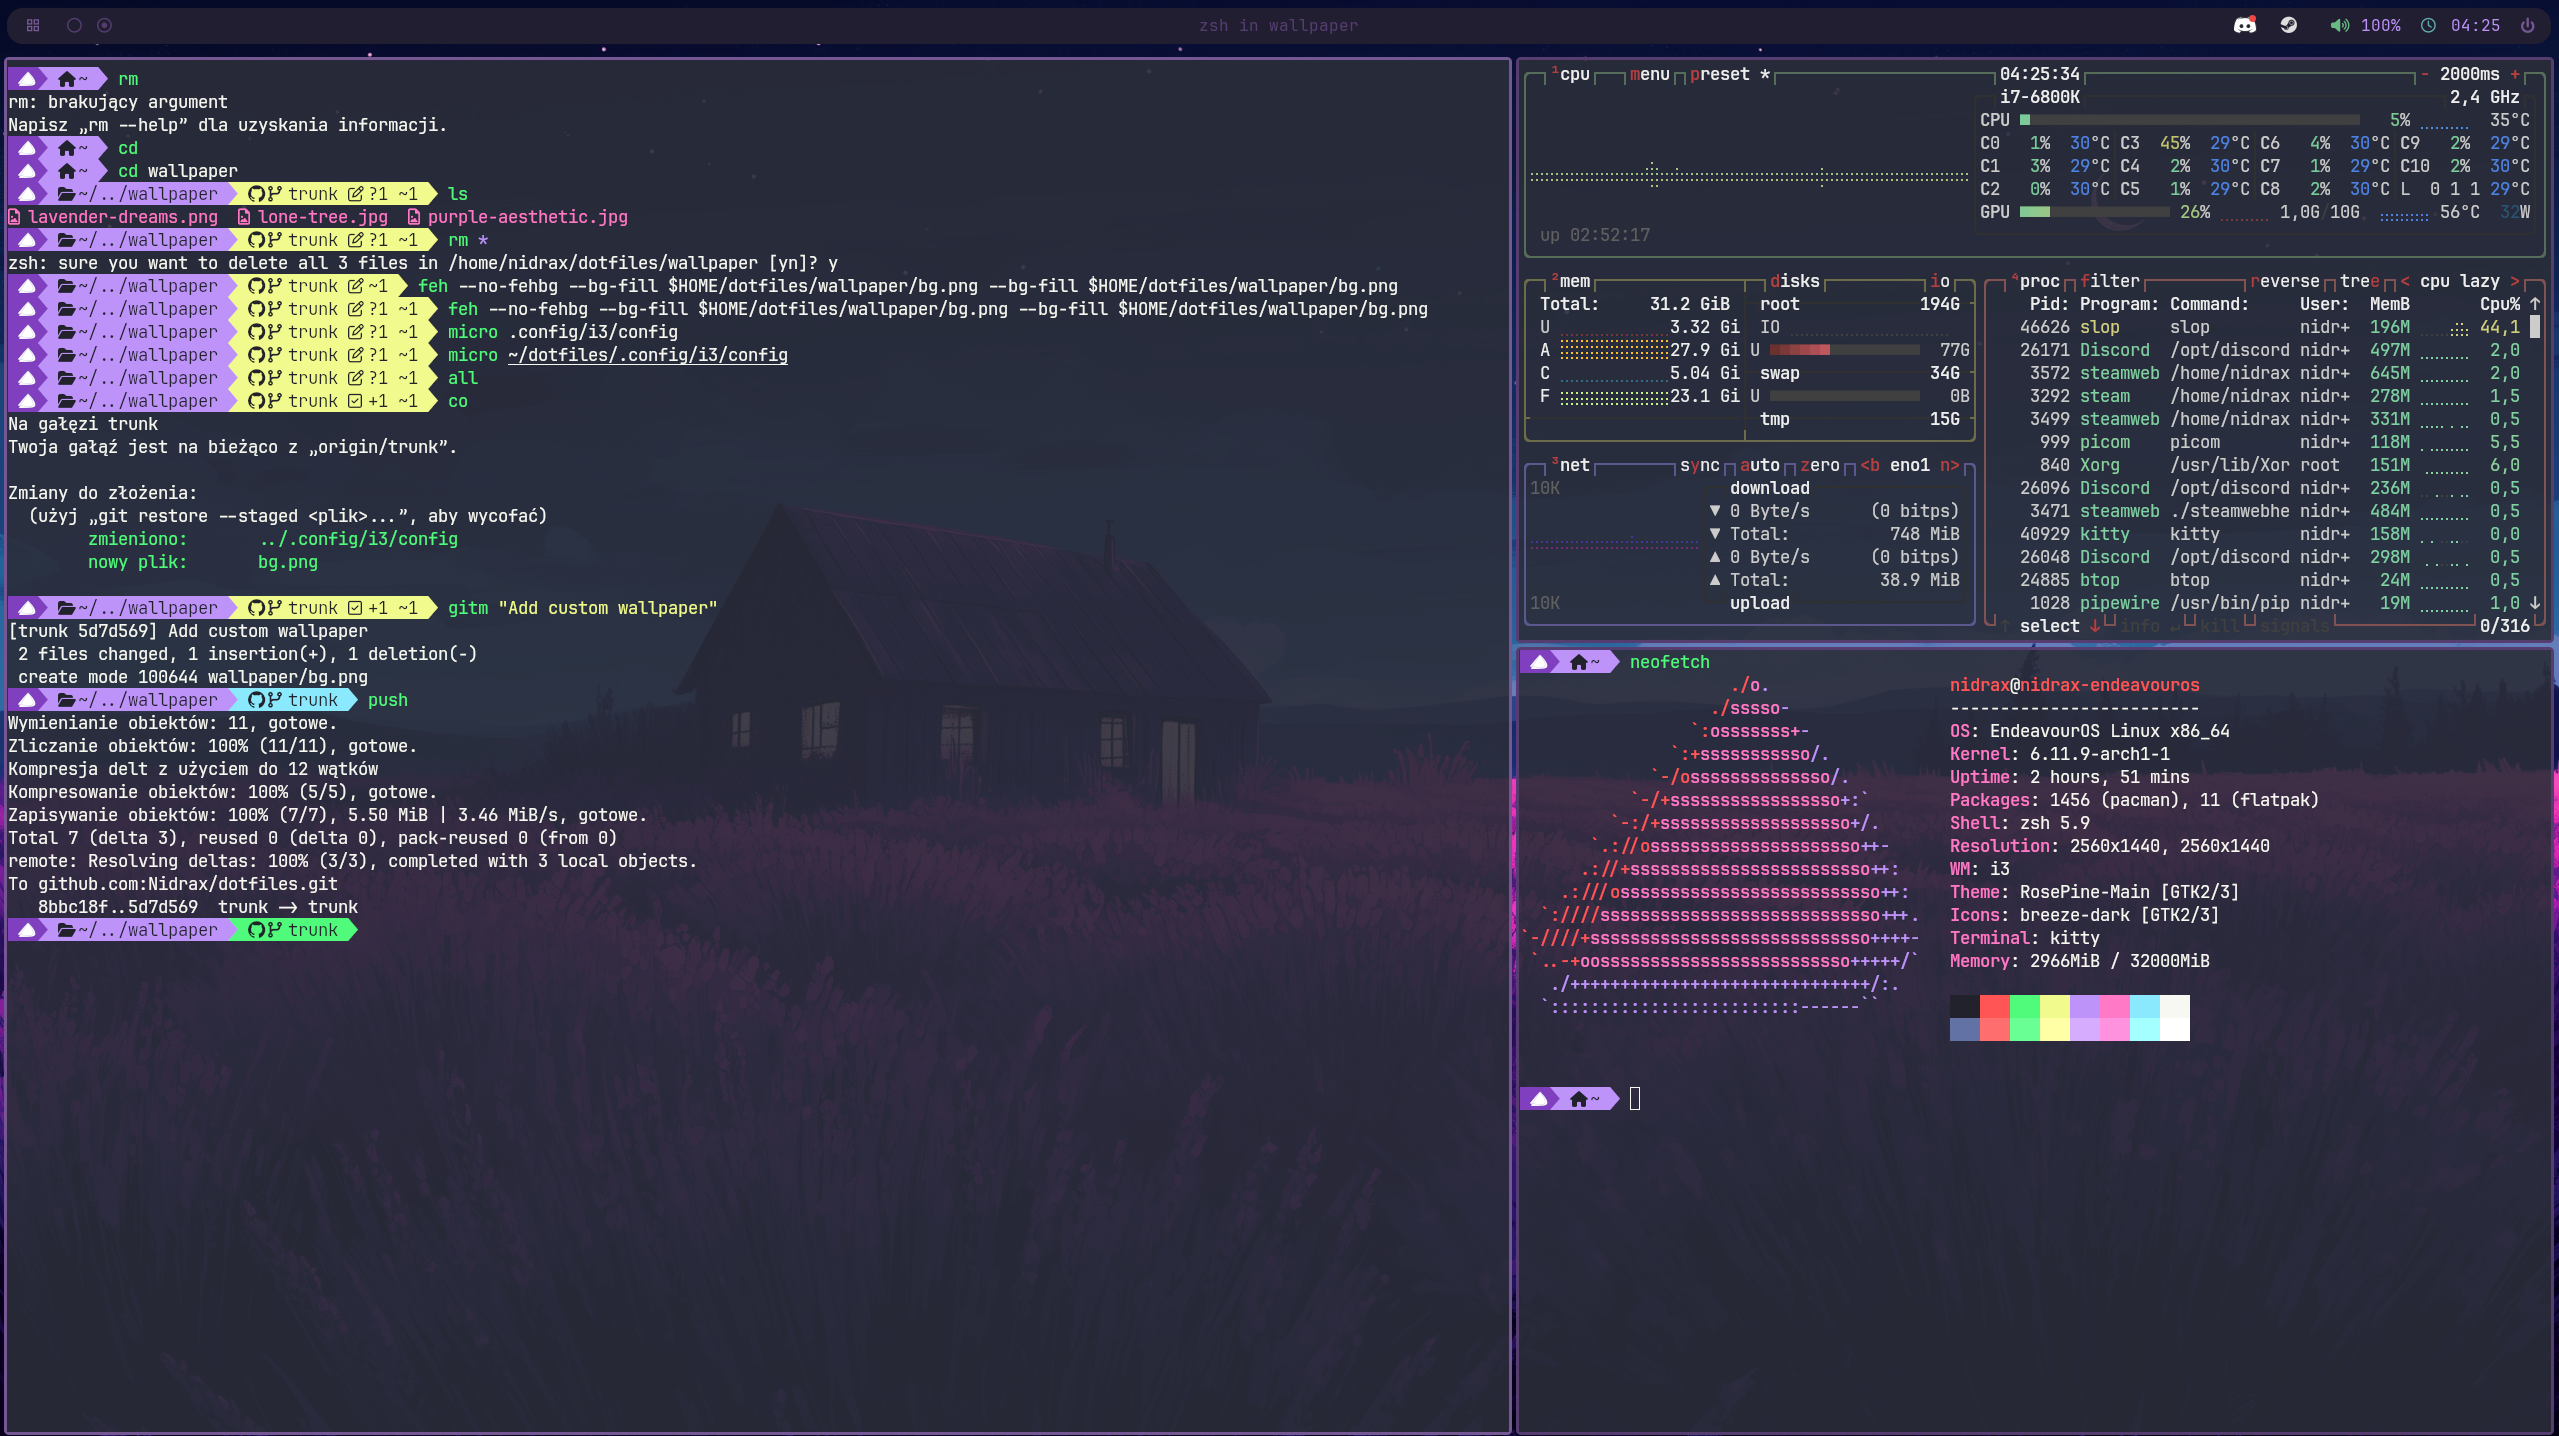 zsh in wallpaper
100% 04:25
~ rm
rm: brakujący argument
Napisz „rm --help” dla uzyskania informacji.
~ cd
~ cd wallpaper
~/../wallpaper trunk ?1 ~1 ls
lavender-dreams.png lone-tree.jpg purple-aesthetic.jpg
~/../wallpaper trunk ?1 ~1 rm *
zsh: sure you want to delete all 3 files in /home/nidrax/dotfiles/wallpaper [yn]? y
~/../wallpaper trunk ~1 feh --no-fehbg --bg-fill $HOME/dotfiles/wallpaper/bg.png --bg-fill $HOME/dotfiles/wallpaper/bg.png
~/../wallpaper trunk ?1 ~1 feh --no-fehbg --bg-fill $HOME/dotfiles/wallpaper/bg.png --bg-fill $HOME/dotfiles/wallpaper/bg.png
~/../wallpaper trunk ?1 ~1 micro .config/i3/config
~/../wallpaper trunk ?1 ~1 micro ~/dotfiles/.config/i3/config
~/../wallpaper trunk ?1 ~1 all
~/../wallpaper trunk +1 ~1 co
Na gałęzi trunk
Twoja gałąź jest na bieżąco z „origin/trunk”.
Zmiany do złożenia:
(użyj „git restore --staged <plik>...”, aby wycofać)
zmieniono: ../.config/i3/config
nowy plik: bg.png
~/../wallpaper trunk +1 ~1 gitm "Add custom wallpaper"
[trunk 5d7d569] Add custom wallpaper
2 files changed, 1 insertion(+), 1 deletion(-)
create mode 100644 wallpaper/bg.png
~/../wallpaper trunk push
Wymienianie obiektów: 11, gotowe.
Zliczanie obiektów: 100% (11/11), gotowe.
Kompresja delt z użyciem do 12 wątków
Kompresowanie obiektów: 100% (5/5), gotowe.
Zapisywanie obiektów: 100% (7/7), 5.50 MiB | 3.46 MiB/s, gotowe.
Total 7 (delta 3), reused 0 (delta 0), pack-reused 0 (from 0)
remote: Resolving deltas: 100% (3/3), completed with 3 local objects.
To github.com:Nidrax/dotfiles.git
8bbc18f..5d7d569 trunk -> trunk
~/../wallpaper trunk
¹cpu menu preset * 04:25:34 - 2000ms +
i7-6800K 2,4 GHz
CPU 5% 35°C
C0 1% 30°C C3 45% 29°C C6 4% 30°C C9 2% 29°C
C1 3% 29°C C4 2% 30°C C7 1% 29°C C10 2% 30°C
C2 0% 30°C C5 1% 29°C C8 2% 30°C L 0 1 1 29°C
GPU 26% 1,0G/10G 56°C 32W
up 02:52:17
²mem disks io
Total: 31.2 GiB root 194G
U 3.32 Gi IO
A 27.9 Gi U 77G
C 5.04 Gi swap 34G
F 23.1 Gi U 0B
tmp 15G
³net sync auto zero <b eno1 n>
10K download
▼ 0 Byte/s (0 bitps)
▼ Total: 748 MiB
▲ 0 Byte/s (0 bitps)
▲ Total: 38.9 MiB
10K upload
⁴proc filter reverse tree < cpu lazy >
Pid: Program: Command: User: MemB Cpu% ↑
46626 slop slop nidr+ 196M 44,1
26171 Discord /opt/discord nidr+ 497M 2,0
3572 steamweb /home/nidrax nidr+ 645M 2,0
3292 steam /home/nidrax nidr+ 278M 1,5
3499 steamweb /home/nidrax nidr+ 331M 0,5
999 picom picom nidr+ 118M 5,5
840 Xorg /usr/lib/Xor root 151M 6,0
26096 Discord /opt/discord nidr+ 236M 0,5
3471 steamweb ./steamwebhe nidr+ 484M 0,5
40929 kitty kitty nidr+ 158M 0,0
26048 Discord /opt/discord nidr+ 298M 0,5
24885 btop btop nidr+ 24M 0,5
1028 pipewire /usr/bin/pip nidr+ 19M 1,0 ↓
↑ select ↓ info ↵ kill signals 0/316
~ neofetch
./o.
./sssso-
`:osssssss+-
`:+sssssssssso/.
`-/ossssssssssssso/.
`-/+sssssssssssssssso+:`
`-:/+sssssssssssssssssso+/.
`.://osssssssssssssssssssso++-
.://+ssssssssssssssssssssssso++:
.:///ossssssssssssssssssssssssso++:
`:////ssssssssssssssssssssssssssso+++.
`-////+ssssssssssssssssssssssssssso++++-
`..-+oosssssssssssssssssssssssso+++++/`
./++++++++++++++++++++++++++++++/:.
`:::::::::::::::::::::::::------``
nidrax@nidrax-endeavouros
-------------------------
OS: EndeavourOS Linux x86_64
Kernel: 6.11.9-arch1-1
Uptime: 2 hours, 51 mins
Packages: 1456 (pacman), 11 (flatpak)
Shell: zsh 5.9
Resolution: 2560x1440, 2560x1440
WM: i3
Theme: RosePine-Main [GTK2/3]
Icons: breeze-dark [GTK2/3]
Terminal: kitty
Memory: 2966MiB / 32000MiB
~